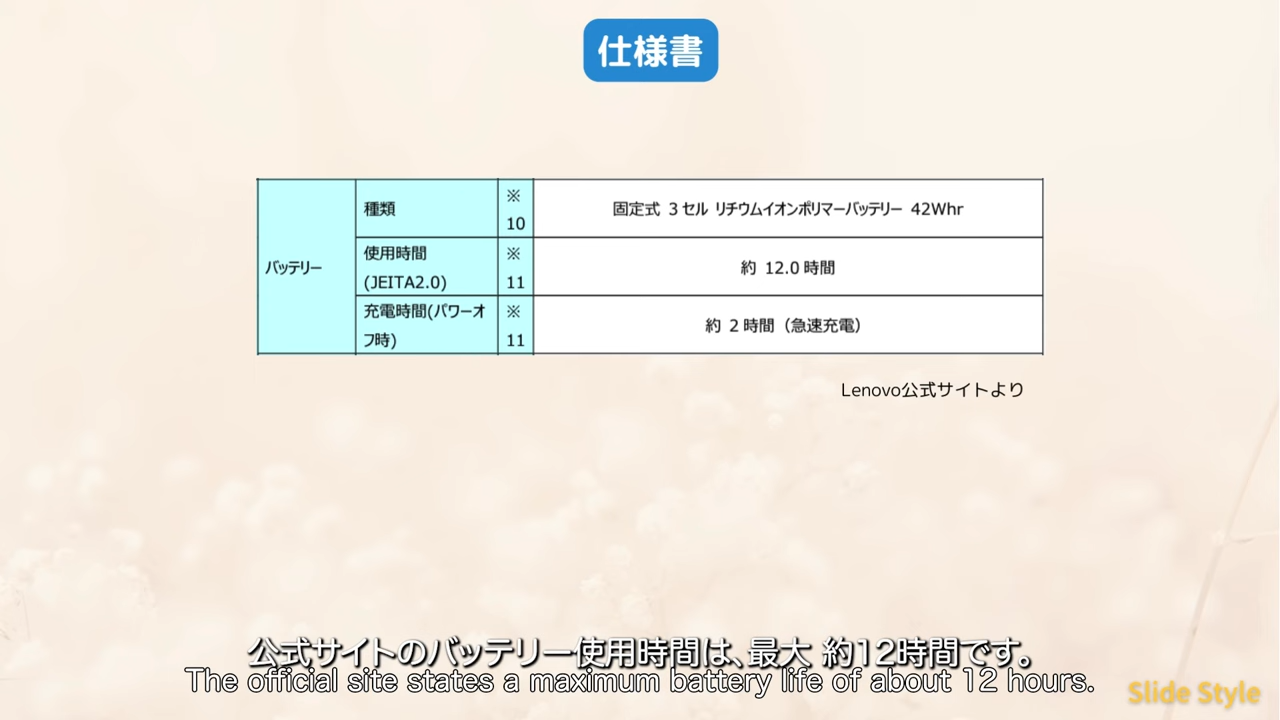 仕様書
バッテリー
種類
※
10
固定式 3セル リチウムイオンポリマーバッテリー 42Whr
使用時間
(JEITA2.0)
※
11
約 12.0 時間
充電時間(パワーオ
フ時)
※
11
約 2 時間（急速充電）
Lenovo公式サイトより
公式サイトのバッテリー使用時間は、最大 約12時間です。
The official site states a maximum battery life of about 12 hours.
Slide Style